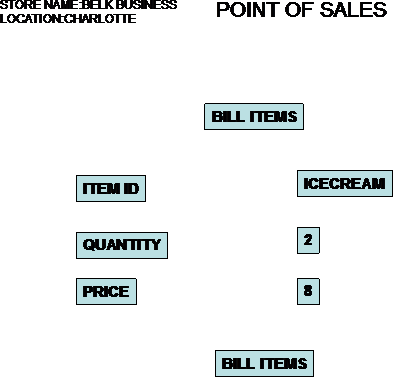 STORE NAME:BELK BUSINESS
LOCATION:CHARLOTTE
POINT OF SALES
BILL ITEMS
ITEM ID
ICECREAM
QUANTITY
2
PRICE
8
BILL ITEMS